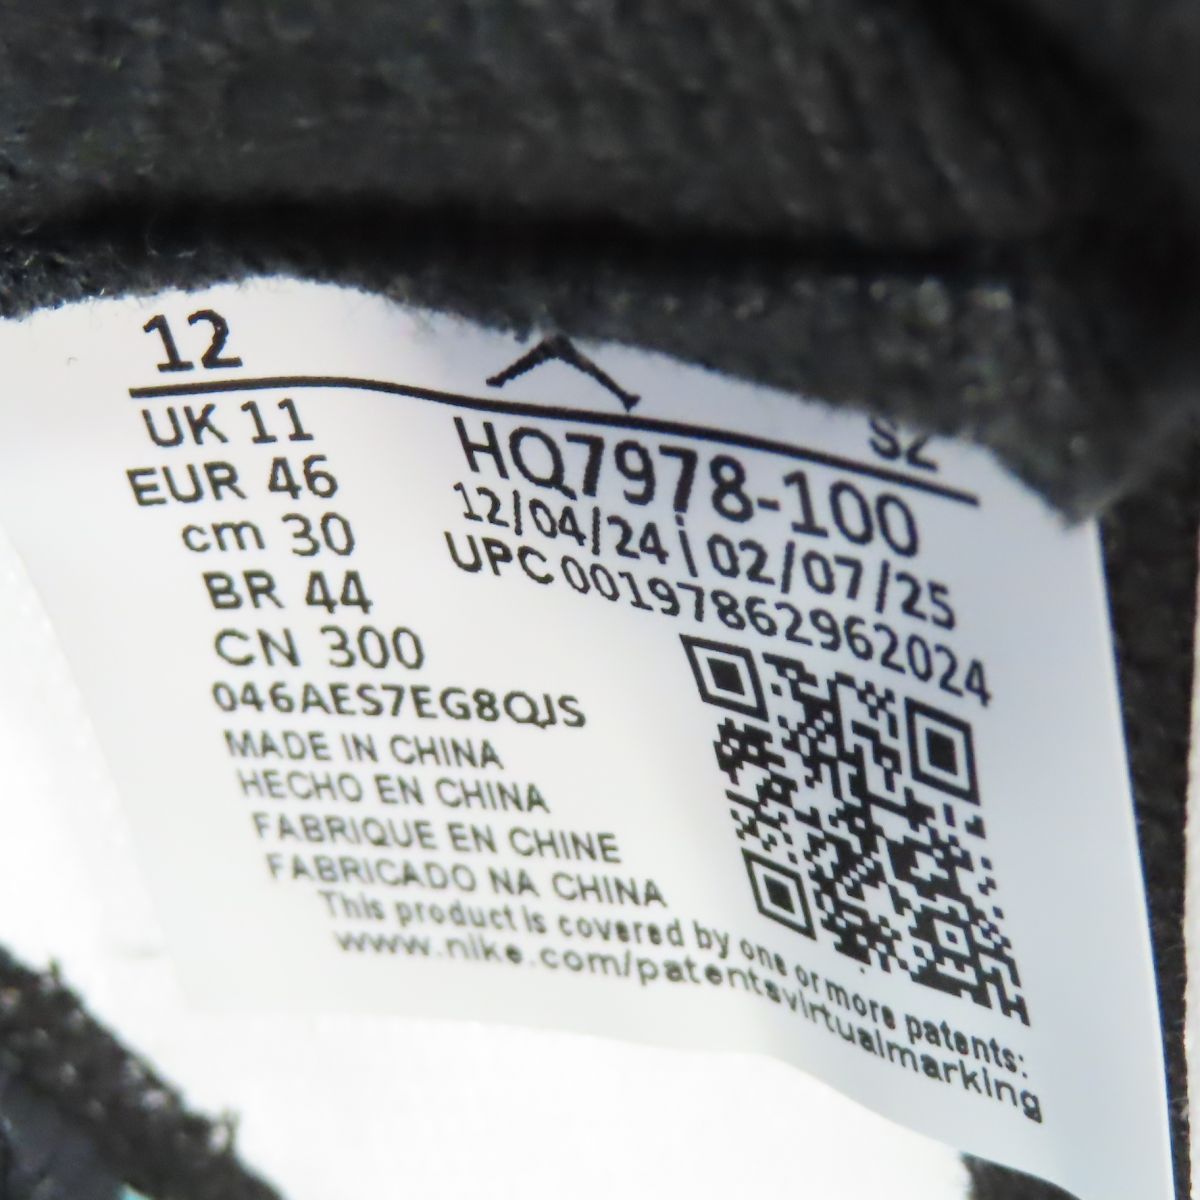 12 SZ
UK 11
EUR 46
cm 30
BR 44
CN 300
046AES7EG8QJS
MADE IN CHINA
HECHO EN CHINA
FABRIQUE EN CHINE
FABRICADO NA CHINA
HQ7978-100
12/04/24 | 02/07/25
UPC 00197862962024
This product is covered by one or more patents:
www.nike.com/patentsvirtualmarking